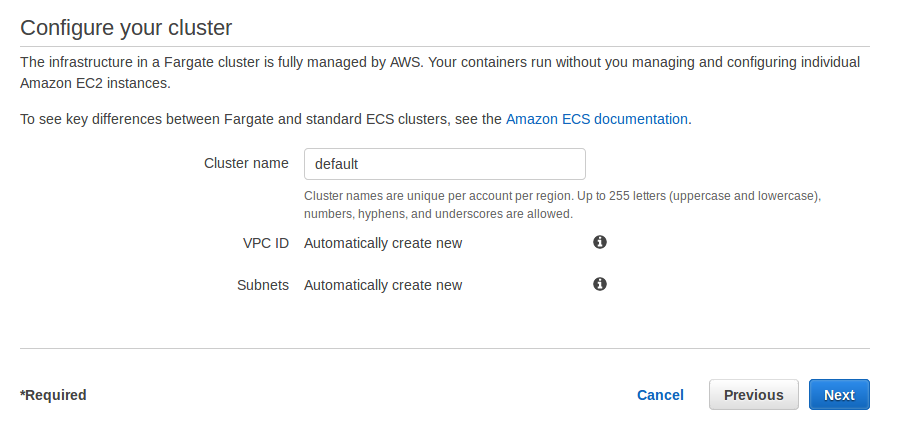 Configure your cluster
The infrastructure in a Fargate cluster is fully managed by AWS. Your containers run without you managing and configuring individual
Amazon EC2 instances.
To see key differences between Fargate and standard ECS clusters, see the Amazon ECS documentation.
Cluster name default
Cluster names are unique per account per region. Up to 255 letters (uppercase and lowercase),
numbers, hyphens, and underscores are allowed.
VPC ID Automatically create new
Subnets Automatically create new
*Required Cancel Previous Next